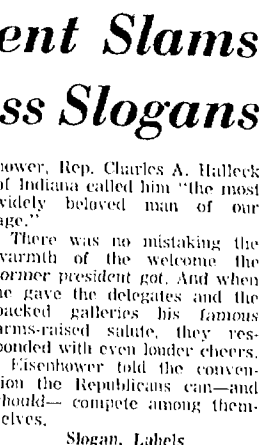 ent Slams
ss Slogans
hower, Rep. Charles A. Halleck
of Indiana called him "the most
widely beloved man of our
age."
There was no mistaking the
warmth of the welcome the
former president got. And when
he gave the delegates and the
packed galleries his famous
arms-raised salute, they res-
ponded with even louder cheers.
Eisenhower told the conven-
tion the Republicans can—and
should— compete among them-
selves.
Slogan, Labels